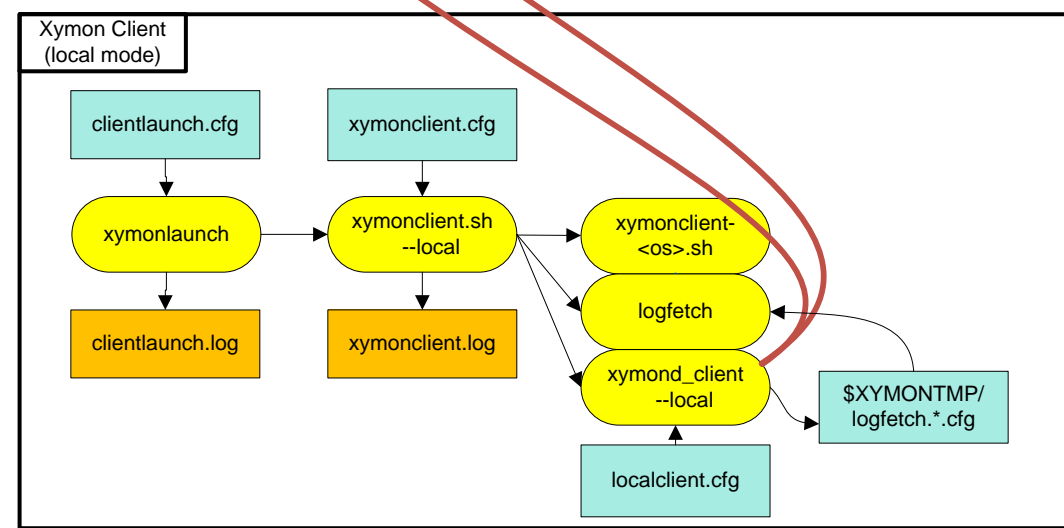 Xymon Client
(local mode)
clientlaunch.cfg
xymonclient.cfg
xymonlaunch
xymonclient.sh
--local
xymonclient-
<os>.sh
logfetch
clientlaunch.log
xymonclient.log
xymond_client
--local
$XYMONTMP/
logfetch.*.cfg
localclient.cfg